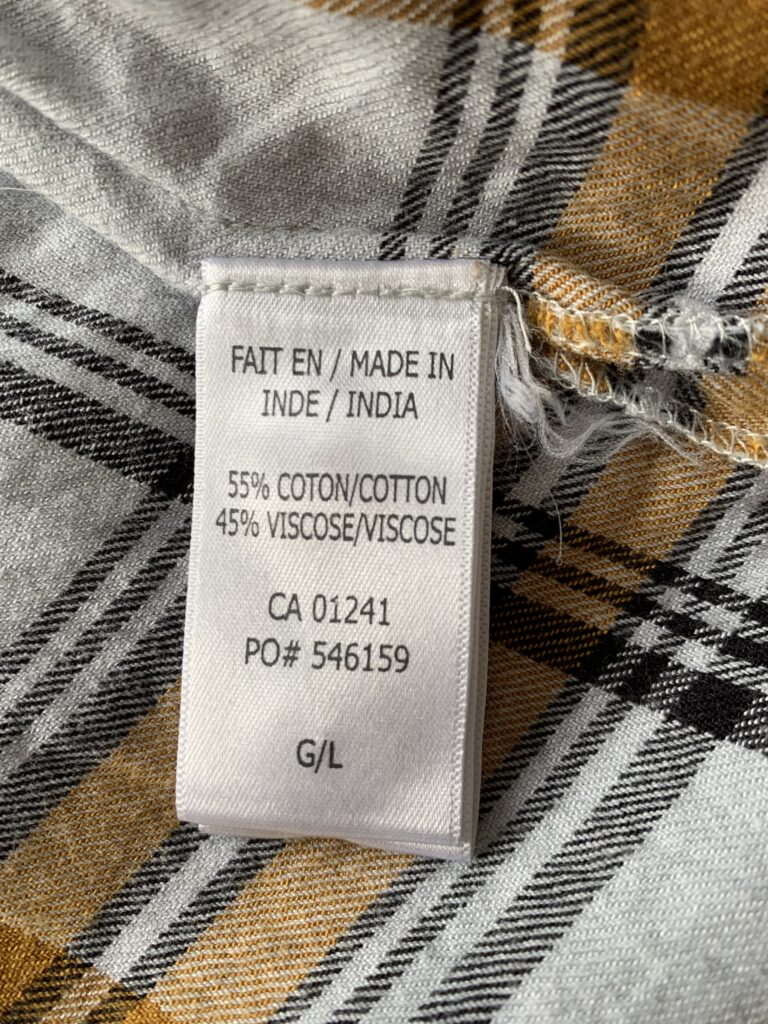 FAIT EN / MADE IN
INDE / INDIA
55% COTON/COTTON
45% VISCOSE/VISCOSE
CA 01241
PO# 546159
G/L